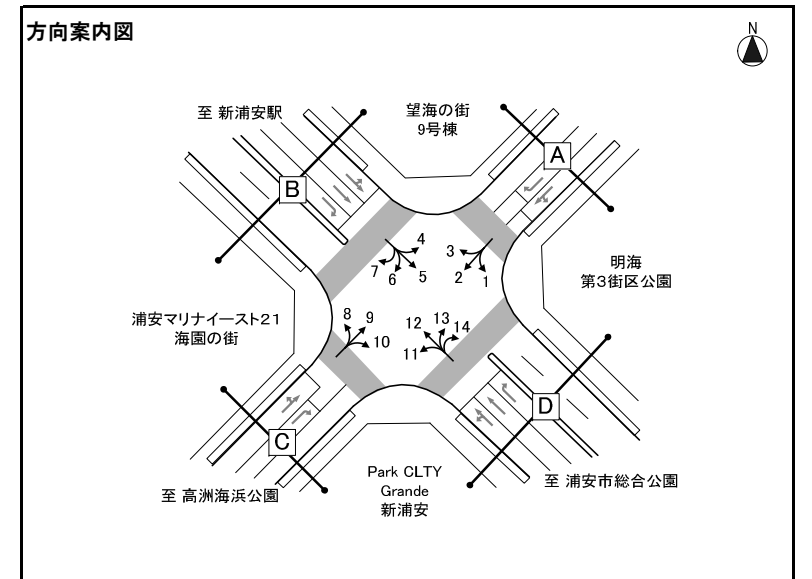 方向案内図
N
至 新浦安駅
望海の街
9号棟
A
B
明海
第3街区公園
3
2
1
4
7
6
5
浦安マリナイースト21
海園の街
8
9
10
12
13
14
11
C
D
Park CLTY
Grande
新浦安
至 高洲海浜公園
至 浦安市総合公園